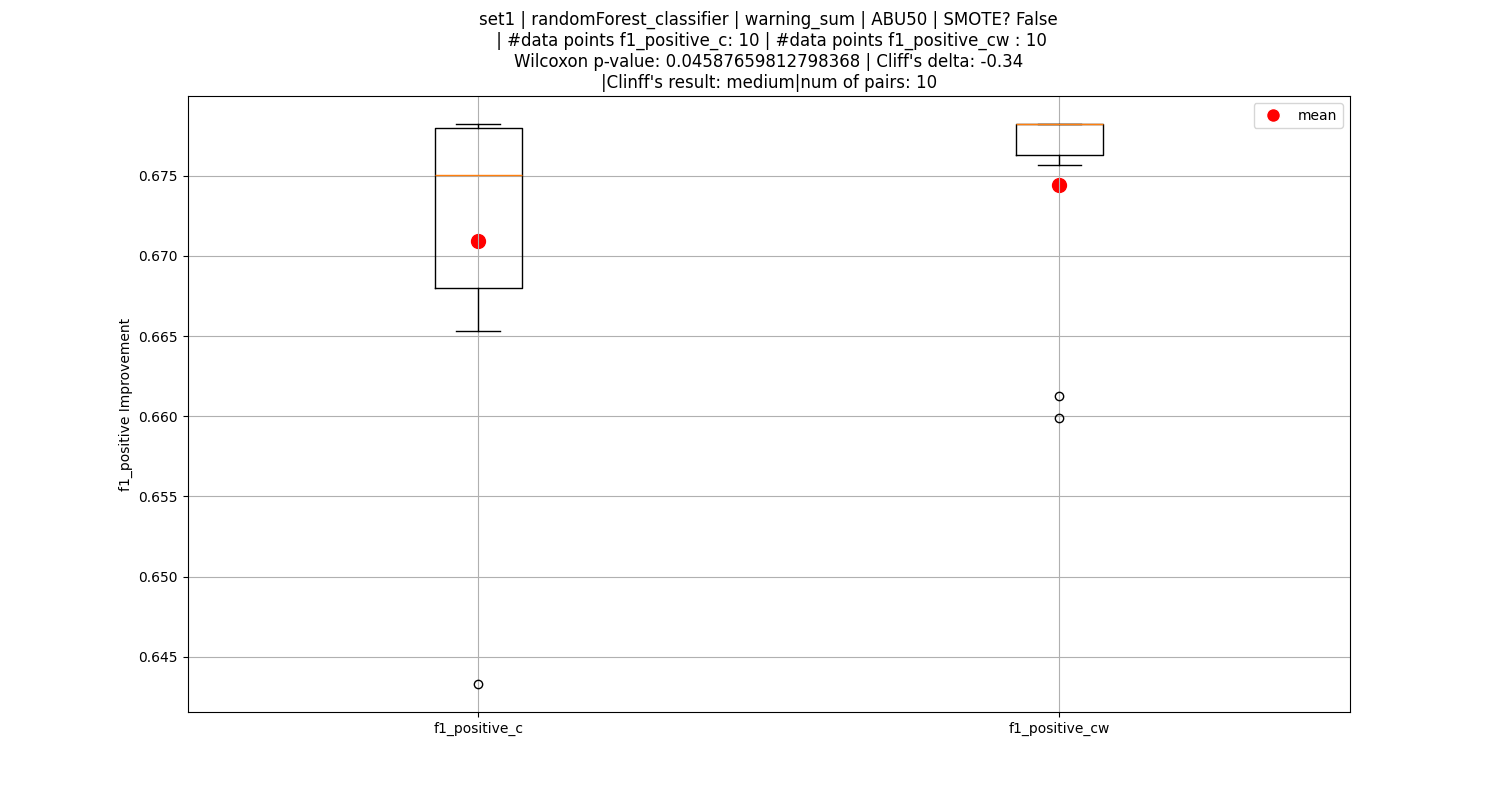 set1 | randomForest_classifier | warning_sum | ABU50 | SMOTE? False
| #data points f1_positive_c: 10 | #data points f1_positive_cw : 10
Wilcoxon p-value: 0.04587659812798368 | Cliff's delta: -0.34
|Clinff's result: medium|num of pairs: 10
mean
0.675
0.670
0.665
0.660
0.655
0.650
0.645
f1_positive Improvement
f1_positive_c
f1_positive_cw